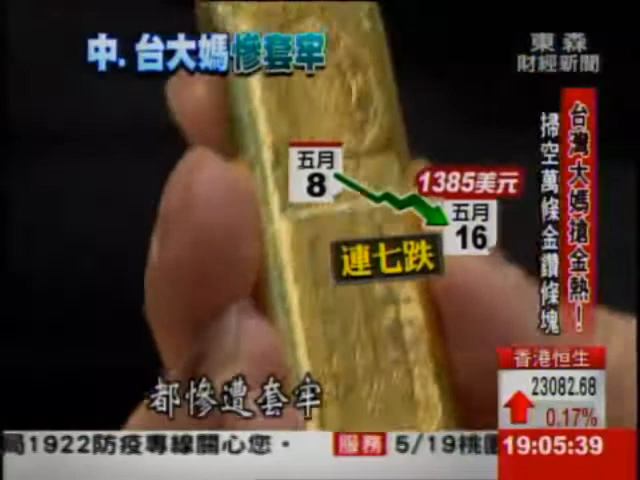 中.台大媽慘套牢
東森
財經新聞
台灣大媽搶金熱!
掃空萬條金鑽條塊
五月
8
1385美元
五月
16
連七跌
都慘遭套牢
香港恒生
23082.68
0.17%
局1922防疫專線關心您。 服務 5/19桃園
19:05:39